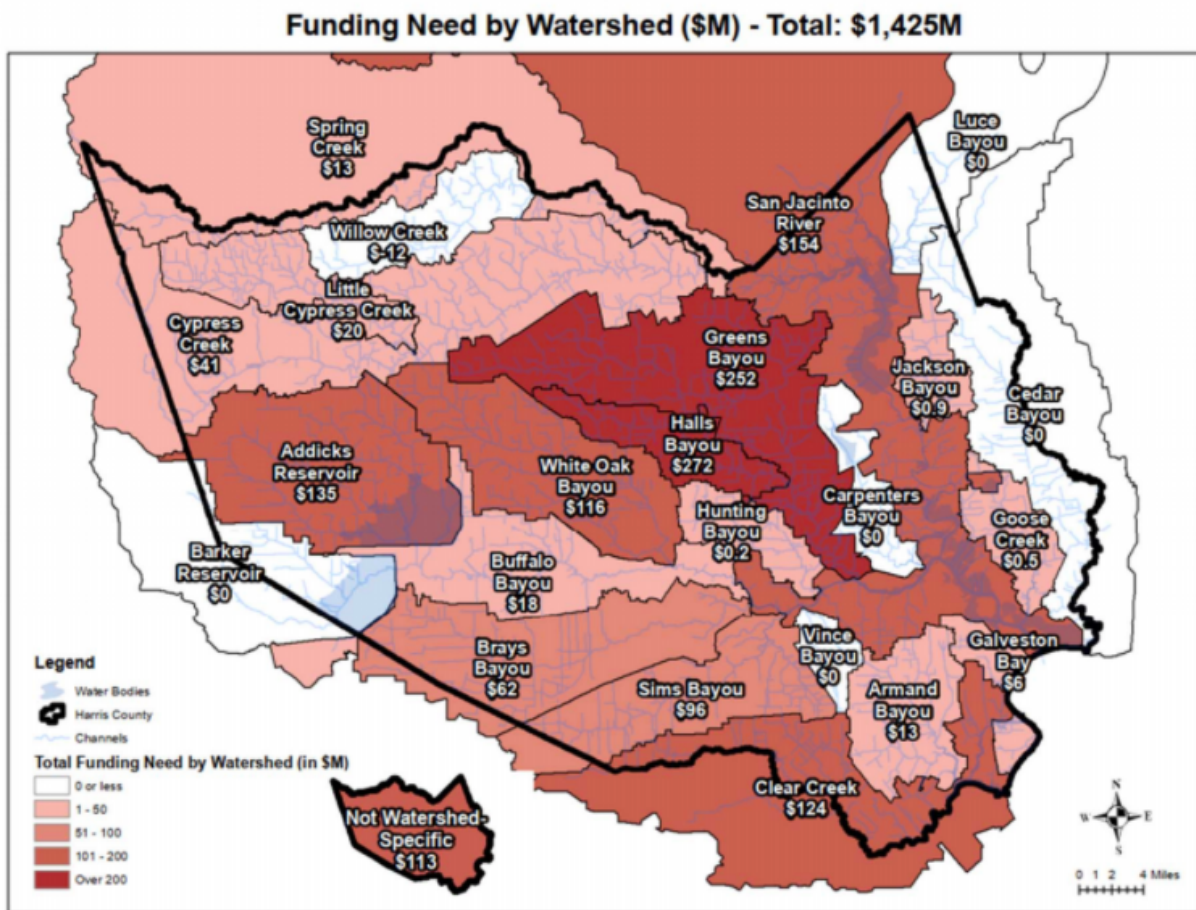 Funding Need by Watershed ($M) - Total: $1,425M
Spring
Creek
$13
Luce
Bayou
$0
San Jacinto
River
$154
Willow Creek
$-12
Little
Cypress Creek
$20
Cypress
Creek
$41
Greens
Bayou
$252
Jackson
Bayou
$0.9
Cedar
Bayou
$0
Halls
Bayou
$272
Addicks
Reservoir
$135
White Oak
Bayou
$116
Carpenters
Bayou
$0
Hunting
Bayou
$0.2
Goose
Creek
$0.5
Barker
Reservoir
$0
Buffalo
Bayou
$18
Brays
Bayou
$62
Vince
Bayou
$0
Galveston
Bay
$6
Sims Bayou
$96
Armand
Bayou
$13
Clear Creek
$124
Not Watershed-
Specific
$113
Legend
Water Bodies
Harris County
Channels
Total Funding Need by Watershed (in $M)
0 or less
1 - 50
51 - 100
101 - 200
Over 200
N
W E
S
0 1 2 4 Miles